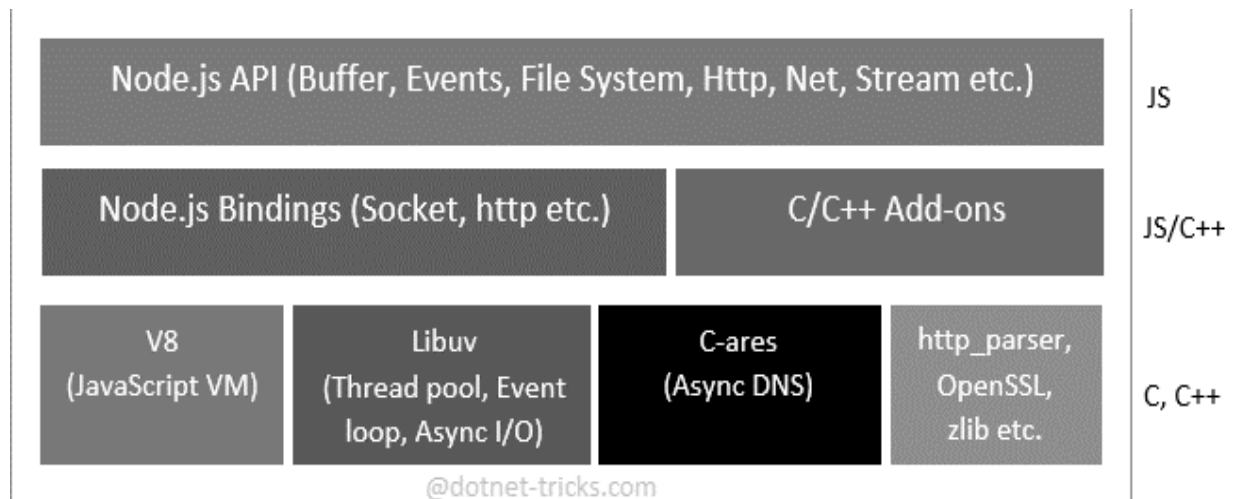 Node.js API (Buffer, Events, File System, Http, Net, Stream etc.)
JS
Node.js Bindings (Socket, http etc.)
C/C++ Add-ons
JS/C++
V8
(JavaScript VM)
Libuv
(Thread pool, Event
loop, Async I/O)
C-ares
(Async DNS)
http_parser,
OpenSSL,
zlib etc.
C, C++
@dotnet-tricks.com